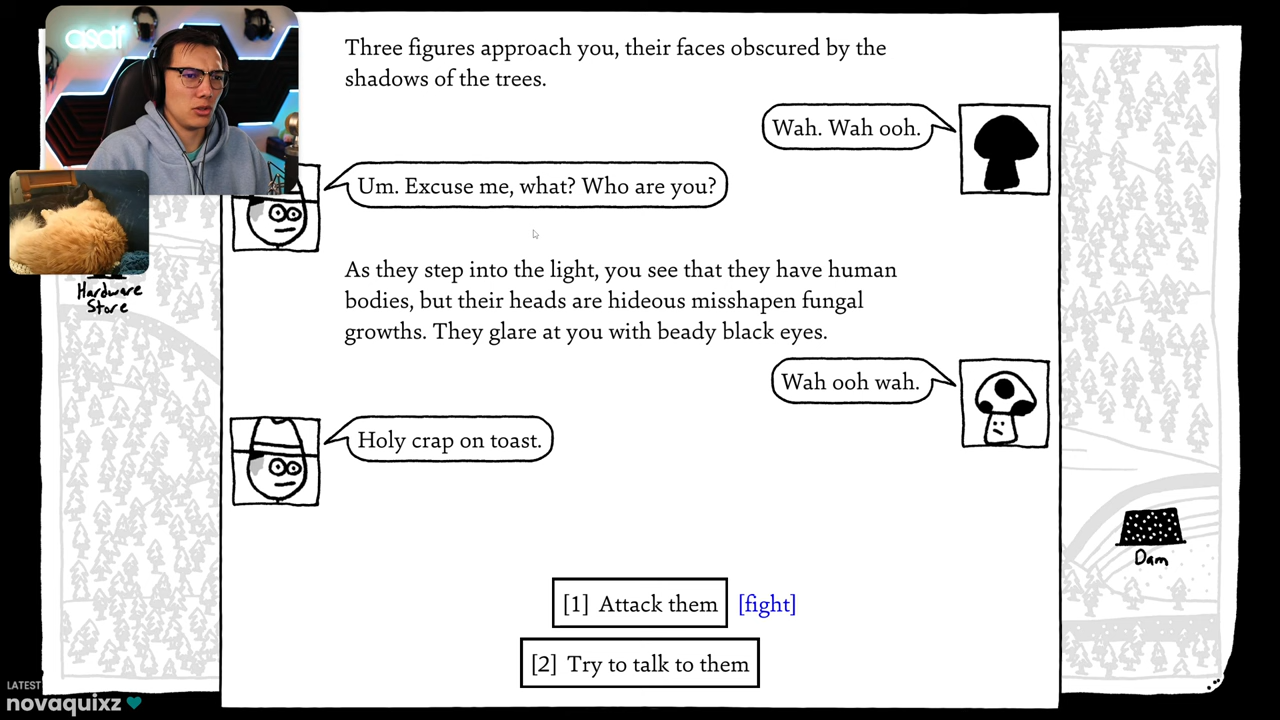 asdf
Three figures approach you, their faces obscured by the
shadows of the trees.
Wah. Wah ooh.
Um. Excuse me, what? Who are you?
As they step into the light, you see that they have human
bodies, but their heads are hideous misshapen fungal
growths. They glare at you with beady black eyes.
Hardware
Store
Wah ooh wah.
Holy crap on toast.
Dam
[1] Attack them [fight]
[2] Try to talk to them
LATEST
novaquixz